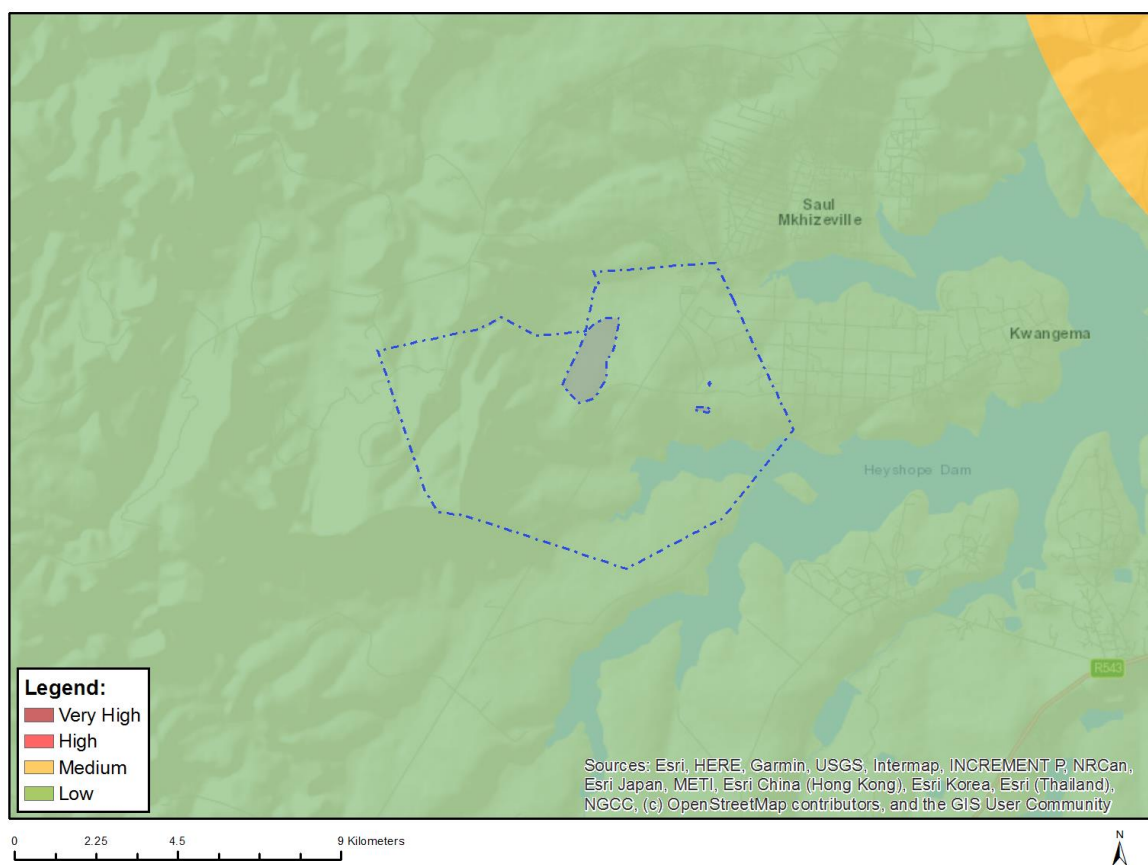 Saul
Mkhizeville
Kwangema
Heyshope Dam
R543
Legend:
Very High
High
Medium
Low
Sources: Esri, HERE, Garmin, USGS, Intermap, INCREMENT P, NRCan,
Esri Japan, METI, Esri China (Hong Kong), Esri Korea, Esri (Thailand),
NGCC, (c) OpenStreetMap contributors, and the GIS User Community
0 2.25 4.5 9 Kilometers
N